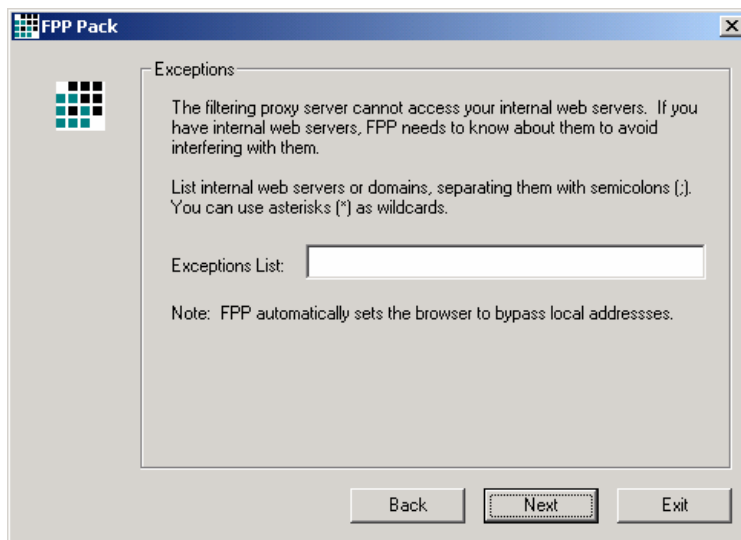 FPP Pack
Exceptions
The filtering proxy server cannot access your internal web servers.  If you
have internal web servers, FPP needs to know about them to avoid
interfering with them.
List internal web servers or domains, separating them with semicolons (;).
You can use asterisks (*) as wildcards.
Exceptions List:
Note:  FPP automatically sets the browser to bypass local addressses.
Back
Next
Exit